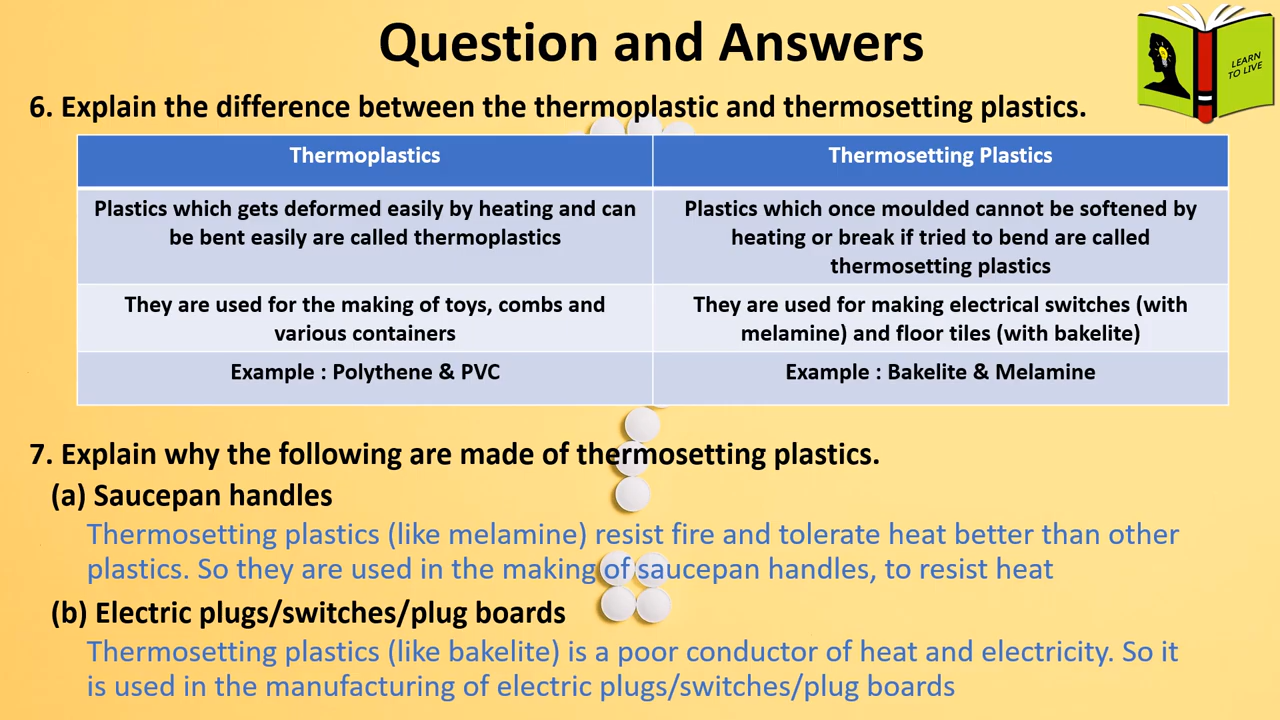 Question and Answers
LEARN
TO LIVE
6. Explain the difference between the thermoplastic and thermosetting plastics.
Thermoplastics
Thermosetting Plastics
Plastics which gets deformed easily by heating and can
be bent easily are called thermoplastics
Plastics which once moulded cannot be softened by
heating or break if tried to bend are called
thermosetting plastics
They are used for the making of toys, combs and
various containers
They are used for making electrical switches (with
melamine) and floor tiles (with bakelite)
Example : Polythene & PVC
Example : Bakelite & Melamine
7. Explain why the following are made of thermosetting plastics.
(a) Saucepan handles
Thermosetting plastics (like melamine) resist fire and tolerate heat better than other
plastics. So they are used in the making of saucepan handles, to resist heat
(b) Electric plugs/switches/plug boards
Thermosetting plastics (like bakelite) is a poor conductor of heat and electricity. So it
is used in the manufacturing of electric plugs/switches/plug boards